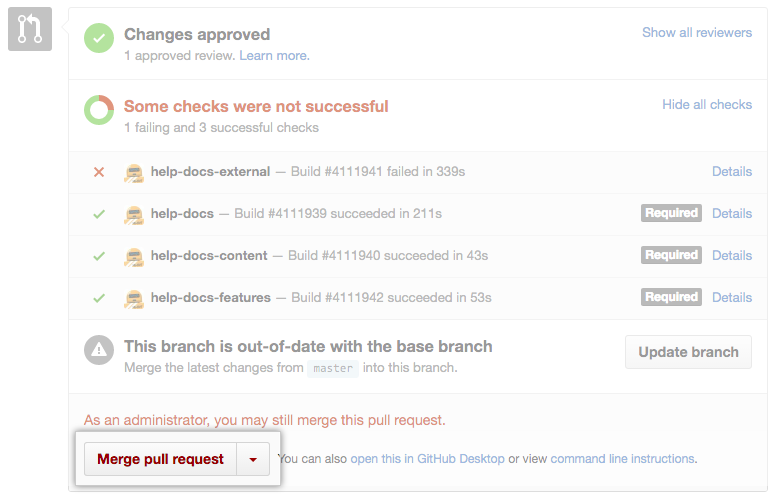 Changes approved
Show all reviewers
1 approved review. Learn more.
Some checks were not successful
Hide all checks
1 failing and 3 successful checks
help-docs-external — Build #4111941 failed in 339s
Details
help-docs — Build #4111939 succeeded in 211s
Required Details
help-docs-content — Build #4111940 succeeded in 43s
Required Details
help-docs-features — Build #4111942 succeeded in 53s
Required Details
This branch is out-of-date with the base branch
Update branch
Merge the latest changes from master into this branch.
As an administrator, you may still merge this pull request.
Merge pull request
You can also open this in GitHub Desktop or view command line instructions.